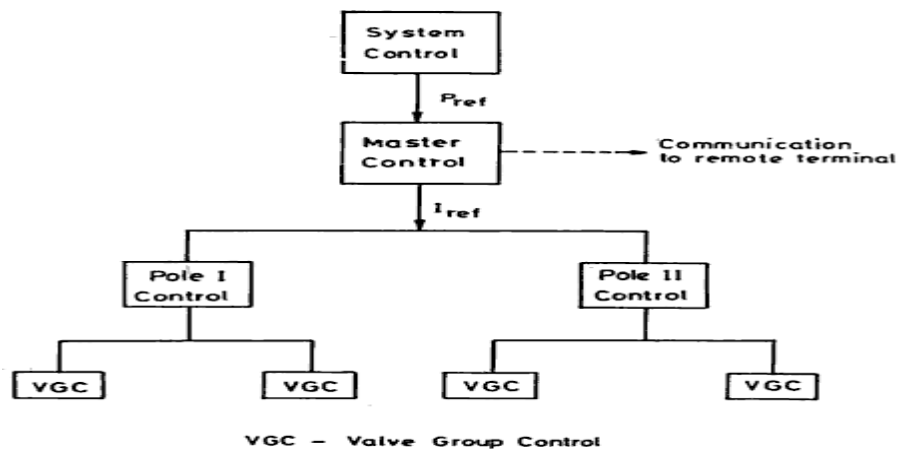 System
Control
Pref
Master
Control
Communication
to remote terminal
Iref
Pole I
Control
Pole II
Control
VGC
VGC
VGC
VGC
VGC - Valve Group Control